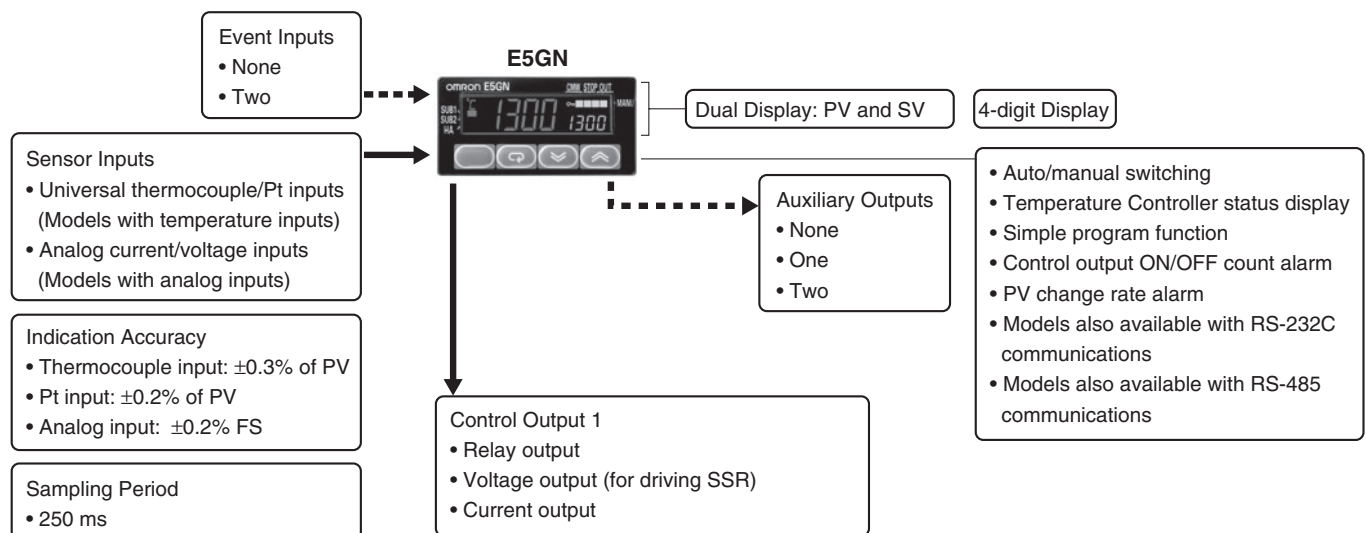 Event Inputs
• None
• Two
E5GN
omron E5GN
CMW STOP OUT
MANU
SUB1
SUB2
HA
°C
1300
1300
Dual Display: PV and SV
4-digit Display
Sensor Inputs
• Universal thermocouple/Pt inputs
(Models with temperature inputs)
• Analog current/voltage inputs
(Models with analog inputs)
Auxiliary Outputs
• None
• One
• Two
• Auto/manual switching
• Temperature Controller status display
• Simple program function
• Control output ON/OFF count alarm
• PV change rate alarm
• Models also available with RS-232C
communications
• Models also available with RS-485
communications
Indication Accuracy
• Thermocouple input: ±0.3% of PV
• Pt input: ±0.2% of PV
• Analog input: ±0.2% FS
Control Output 1
• Relay output
• Voltage output (for driving SSR)
• Current output
Sampling Period
• 250 ms